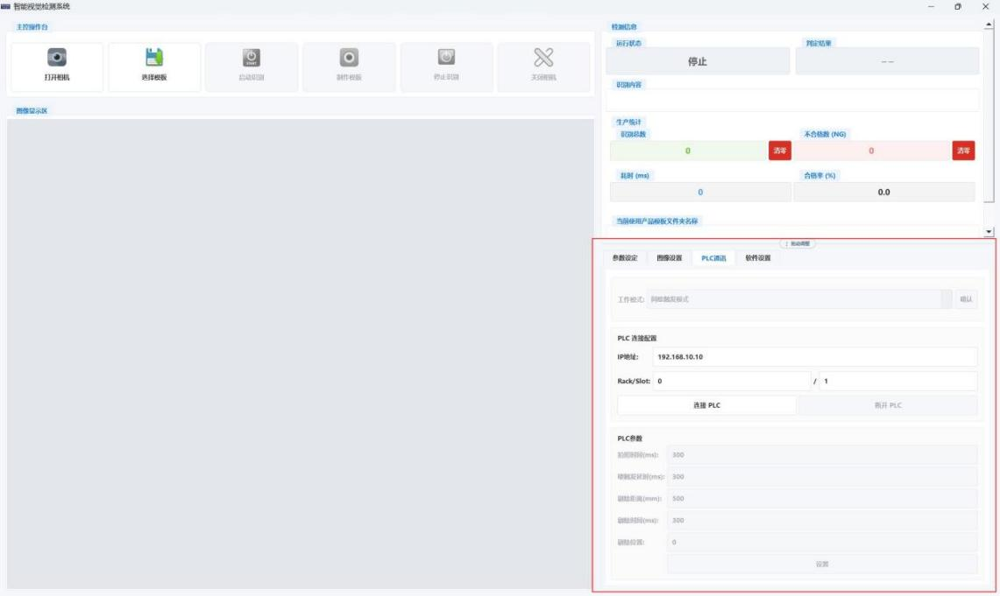 智能视觉检测系统
主控操作台
打开相机
选择模板
启动识别
START
制作模板
停止识别
关闭相机
图像显示区
检测信息
运行状态
判定结果
停止
--
识别内容
生产统计
识别总数
不合格数 (NG)
0
清零
0
清零
耗时 (ms)
合格率 (%)
0
0.0
当前使用产品模板文件夹名称
拖动调整
参数设定
图像设置
PLC通讯
软件设置
工作模式:
触发模式
确认
PLC 连接配置
IP地址: 192.168.10.10
Rack/Slot: 0 / 1
连接 PLC
断开 PLC
PLC参数
拍照时间(ms): 300
触发延时(ms): 300
剔除距离(mm): 500
剔除时间(ms): 300
剔除位置: 0
设置